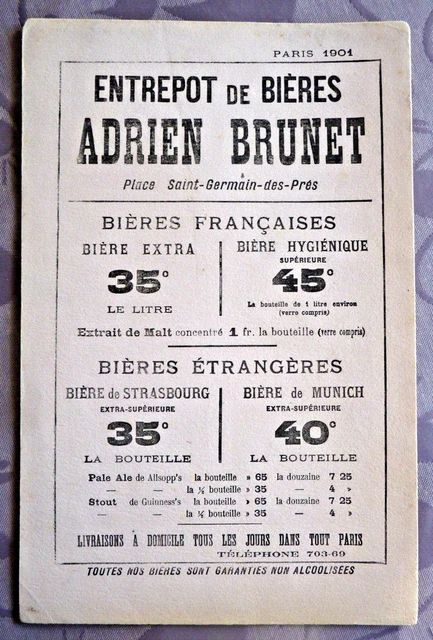 PARIS 1901
ENTREPOT DE BIÈRES
ADRIEN BRUNET
4
Place Saint-Germain-des-Prés
BIÈRES FRANÇAISES
BIÈRE EXTRA
35°
LE LITRE
BIÈRE HYGIÉNIQUE
SUPÉRIEURE
45°
La bouteille de 1 litre environ
(verre compris)
Extrait de Malt concentré 1 fr. la bouteille (verre compris)
BIÈRES ÉTRANGÈRES
BIÈRE de STRASBOURG
EXTRA-SUPÉRIEURE
35°
LA BOUTEILLE
BIÈRE de MUNICH
EXTRA-SUPÉRIEURE
40°
LA BOUTEILLE
Pale Ale de Allsopp's la bouteille » 65 la douzaine 7 25
— — la ½ bouteille » 35 — 4 »
Stout de Guinness's la bouteille » 65 la douzaine 7 25
— — la ½ bouteille » 35 — 4 »
LIVRAISONS A DOMICILE TOUS LES JOURS DANS TOUT PARIS
TÉLÉPHONE 703-69
TOUTES NOS BIÈRES SONT GARANTIES NON ALCOOLISÉES